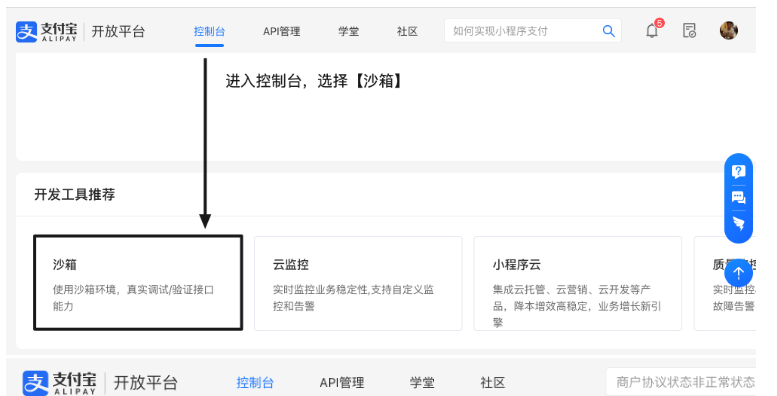 支付宝 开放平台 控制台 API管理 学堂 社区 如何实现小程序支付 5
ALIPAY
进入控制台，选择【沙箱】
开发工具推荐
沙箱
使用沙箱环境，真实调试/验证接口
能力
云监控
实时监控业务稳定性,支持自定义监
控和告警
小程序云
集成云托管、云营销、云开发等产
品，降本增效高稳定，业务增长新引
擎
实时监控
故障告警
支付宝 开放平台 控制台 API管理 学堂 社区 商户协议状态非正常状态
ALIPAY